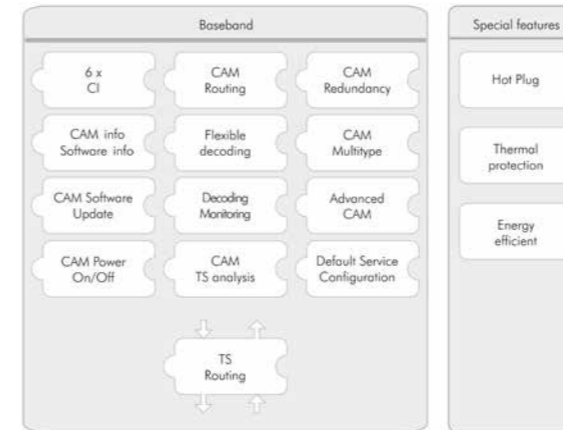 Baseband
6 x
CI
CAM
Routing
CAM
Redundancy
CAM info
Software info
Flexible
decoding
CAM
Multitype
CAM Software
Update
Decoding
Monitoring
Advanced
CAM
CAM Power
On/Off
CAM
TS analysis
Default Service
Configuration
TS
Routing
Special features
Hot Plug
Thermal
protection
Energy
efficient